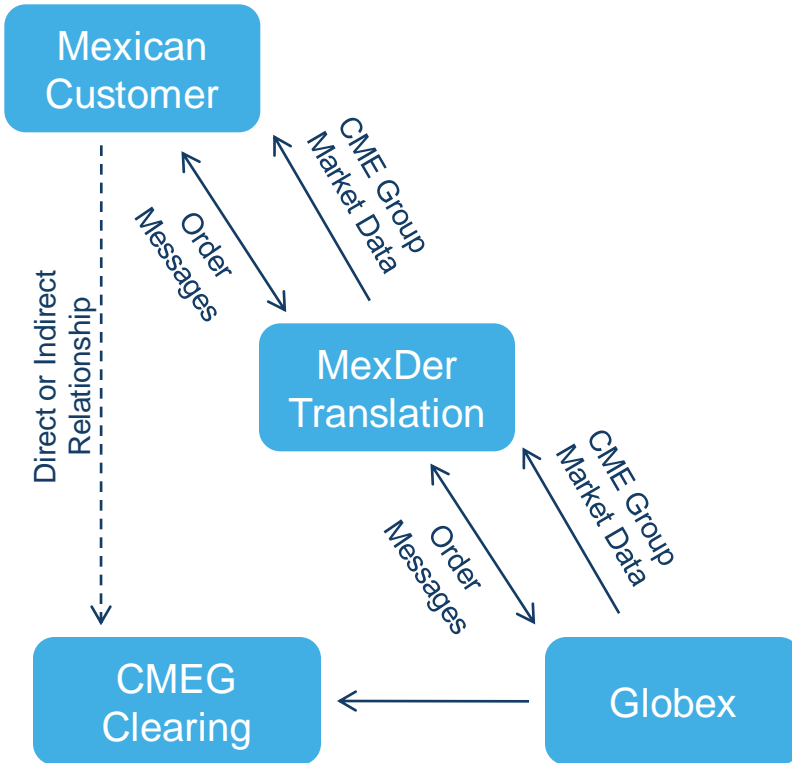 Mexican
Customer
CME Group
Market Data
Order
Messages
Direct or Indirect
Relationship
MexDer
Translation
CME Group
Market Data
Order
Messages
CMEG
Clearing
Globex